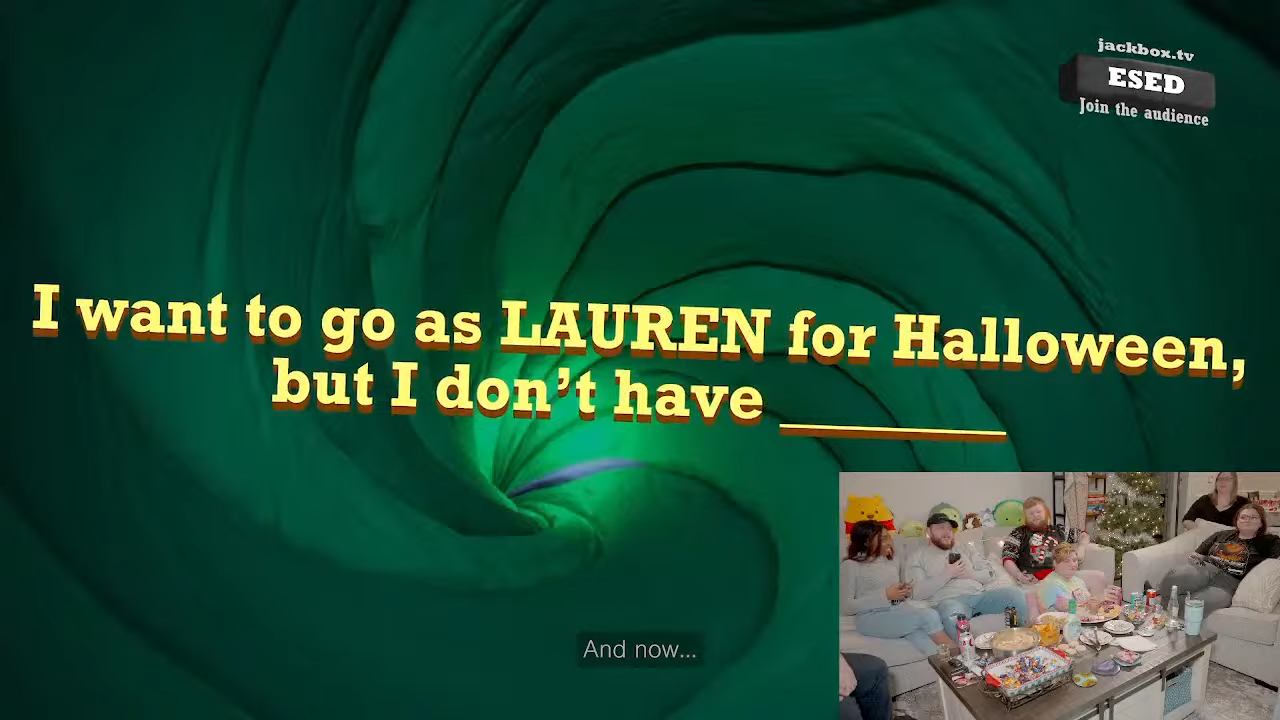 jackbox.tv
ESED
Join the audience
I want to go as LAUREN for Halloween,
but I don't have ________
And now...